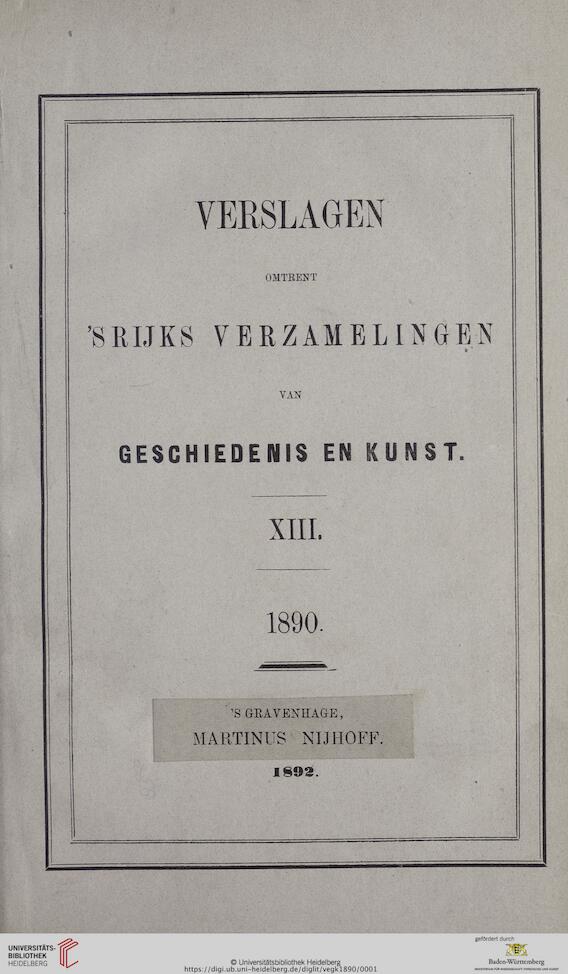 VERSLAGEN
OMTRENT
'SRIJKS VERZAMELINGEN
VAN
GESCHIEDENIS EN KUNST.
XIII.
1890.
'S GRAVENHAGE,
MARTINUS NIJHOFF.
1892.
gefördert durch
UNIVERSITÄTS-
BIBLIOTHEK
HEIDELBERG
© Universitätsbibliothek Heidelberg
https://digi.ub.uni-heidelberg.de/diglit/vegk1890/0001
Baden-Württemberg